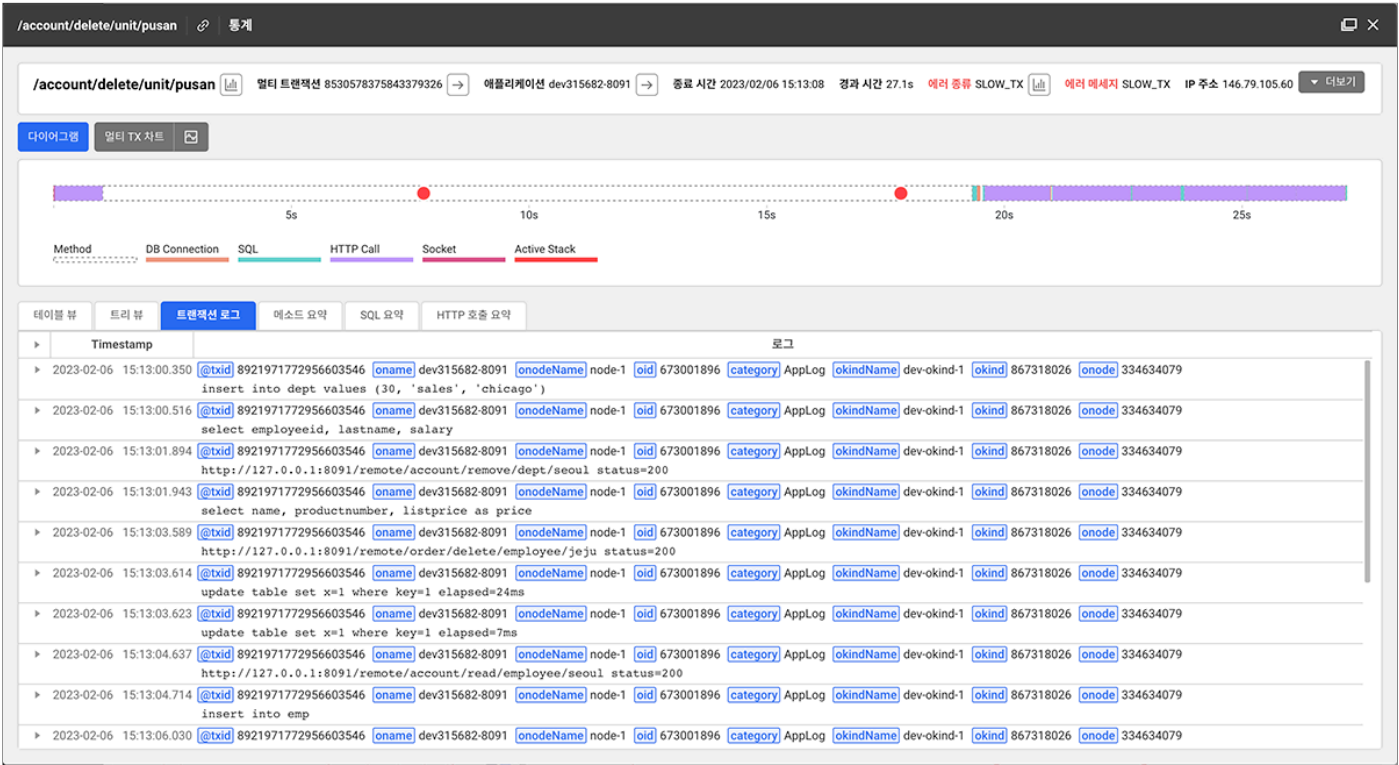 /account/delete/unit/pusan 통계
/account/delete/unit/pusan 멀티 트랜잭션 8530578375843379326 → 애플리케이션 dev315682-8091 → 종료 시간 2023/02/06 15:13:08 경과 시간 27.1s 에러 종류 SLOW_TX 에러 메세지 SLOW_TX IP 주소 146.79.105.60 ▼ 더보기
다이어그램 멀티 TX 차트
5s 10s 15s 20s 25s
Method DB Connection SQL HTTP Call Socket Active Stack
테이블 뷰 트리 뷰 트랜잭션 로그 메소드 요약 SQL 요약 HTTP 호출 요약
Timestamp 로그
2023-02-06 15:13:00.350 @txid 8921971772956603546 oname dev315682-8091 onodeName node-1 oid 673001896 category AppLog okindName dev-okind-1 okind 867318026 onode 334634079
insert into dept values (30, 'sales', 'chicago')
2023-02-06 15:13:00.516 @txid 8921971772956603546 oname dev315682-8091 onodeName node-1 oid 673001896 category AppLog okindName dev-okind-1 okind 867318026 onode 334634079
select employeeid, lastname, salary
2023-02-06 15:13:01.894 @txid 8921971772956603546 oname dev315682-8091 onodeName node-1 oid 673001896 category AppLog okindName dev-okind-1 okind 867318026 onode 334634079
http://127.0.0.1:8091/remote/account/remove/dept/seoul status=200
2023-02-06 15:13:01.943 @txid 8921971772956603546 oname dev315682-8091 onodeName node-1 oid 673001896 category AppLog okindName dev-okind-1 okind 867318026 onode 334634079
select name, productnumber, listprice as price
2023-02-06 15:13:03.589 @txid 8921971772956603546 oname dev315682-8091 onodeName node-1 oid 673001896 category AppLog okindName dev-okind-1 okind 867318026 onode 334634079
http://127.0.0.1:8091/remote/order/delete/employee/jeju status=200
2023-02-06 15:13:03.614 @txid 8921971772956603546 oname dev315682-8091 onodeName node-1 oid 673001896 category AppLog okindName dev-okind-1 okind 867318026 onode 334634079
update table set x=1 where key=1 elapsed=24ms
2023-02-06 15:13:03.623 @txid 8921971772956603546 oname dev315682-8091 onodeName node-1 oid 673001896 category AppLog okindName dev-okind-1 okind 867318026 onode 334634079
update table set x=1 where key=1 elapsed=7ms
2023-02-06 15:13:04.637 @txid 8921971772956603546 oname dev315682-8091 onodeName node-1 oid 673001896 category AppLog okindName dev-okind-1 okind 867318026 onode 334634079
http://127.0.0.1:8091/remote/account/read/employee/seoul status=200
2023-02-06 15:13:04.714 @txid 8921971772956603546 oname dev315682-8091 onodeName node-1 oid 673001896 category AppLog okindName dev-okind-1 okind 867318026 onode 334634079
insert into emp
2023-02-06 15:13:06.030 @txid 8921971772956603546 oname dev315682-8091 onodeName node-1 oid 673001896 category AppLog okindName dev-okind-1 okind 867318026 onode 334634079